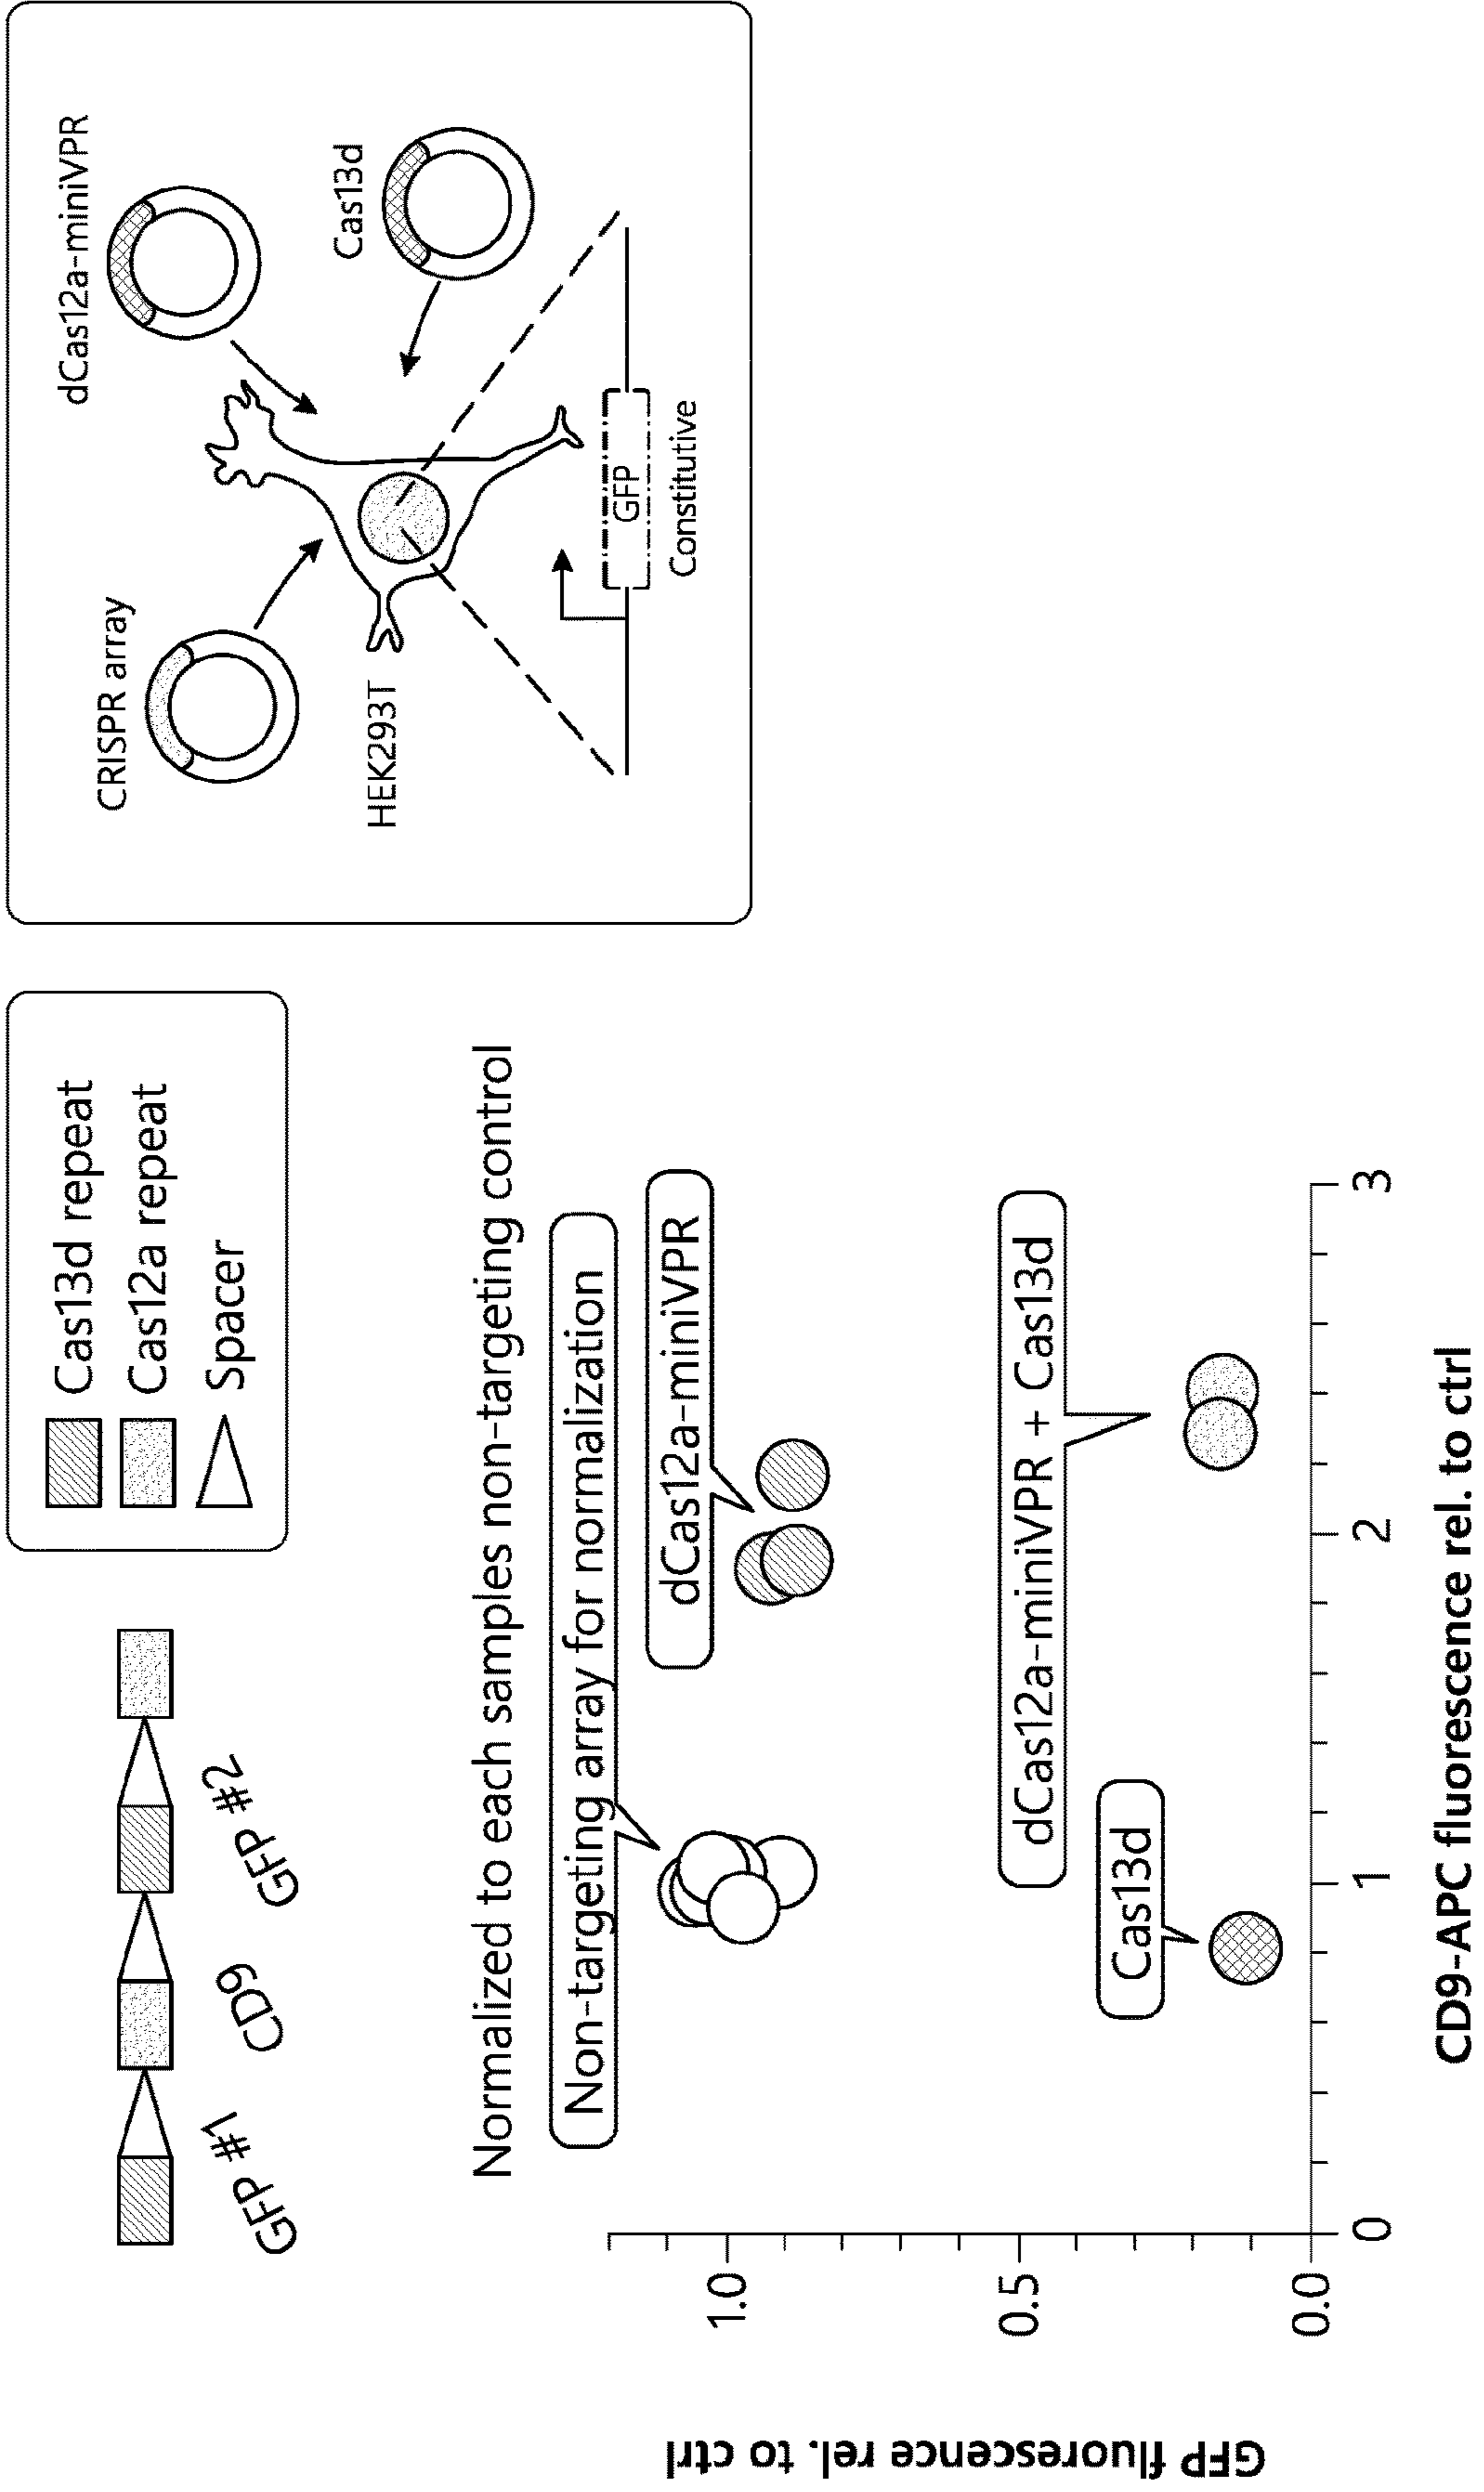 GFP #1
CD9
GFP #2
Cas13d repeat
Cas12a repeat
Spacer
CRISPR array
dCas12a-miniVPR
Cas13d
HEK293T
GFP
Constitutive
Normalized to each samples non-targeting control
Non-targeting array for normalization
dCas12a-miniVPR
dCas12a-miniVPR + Cas13d
Cas13d
GFP fluorescence rel. to ctrl
1.0
0.5
0.0
0
1
2
3
CD9-APC fluorescence rel. to ctrl